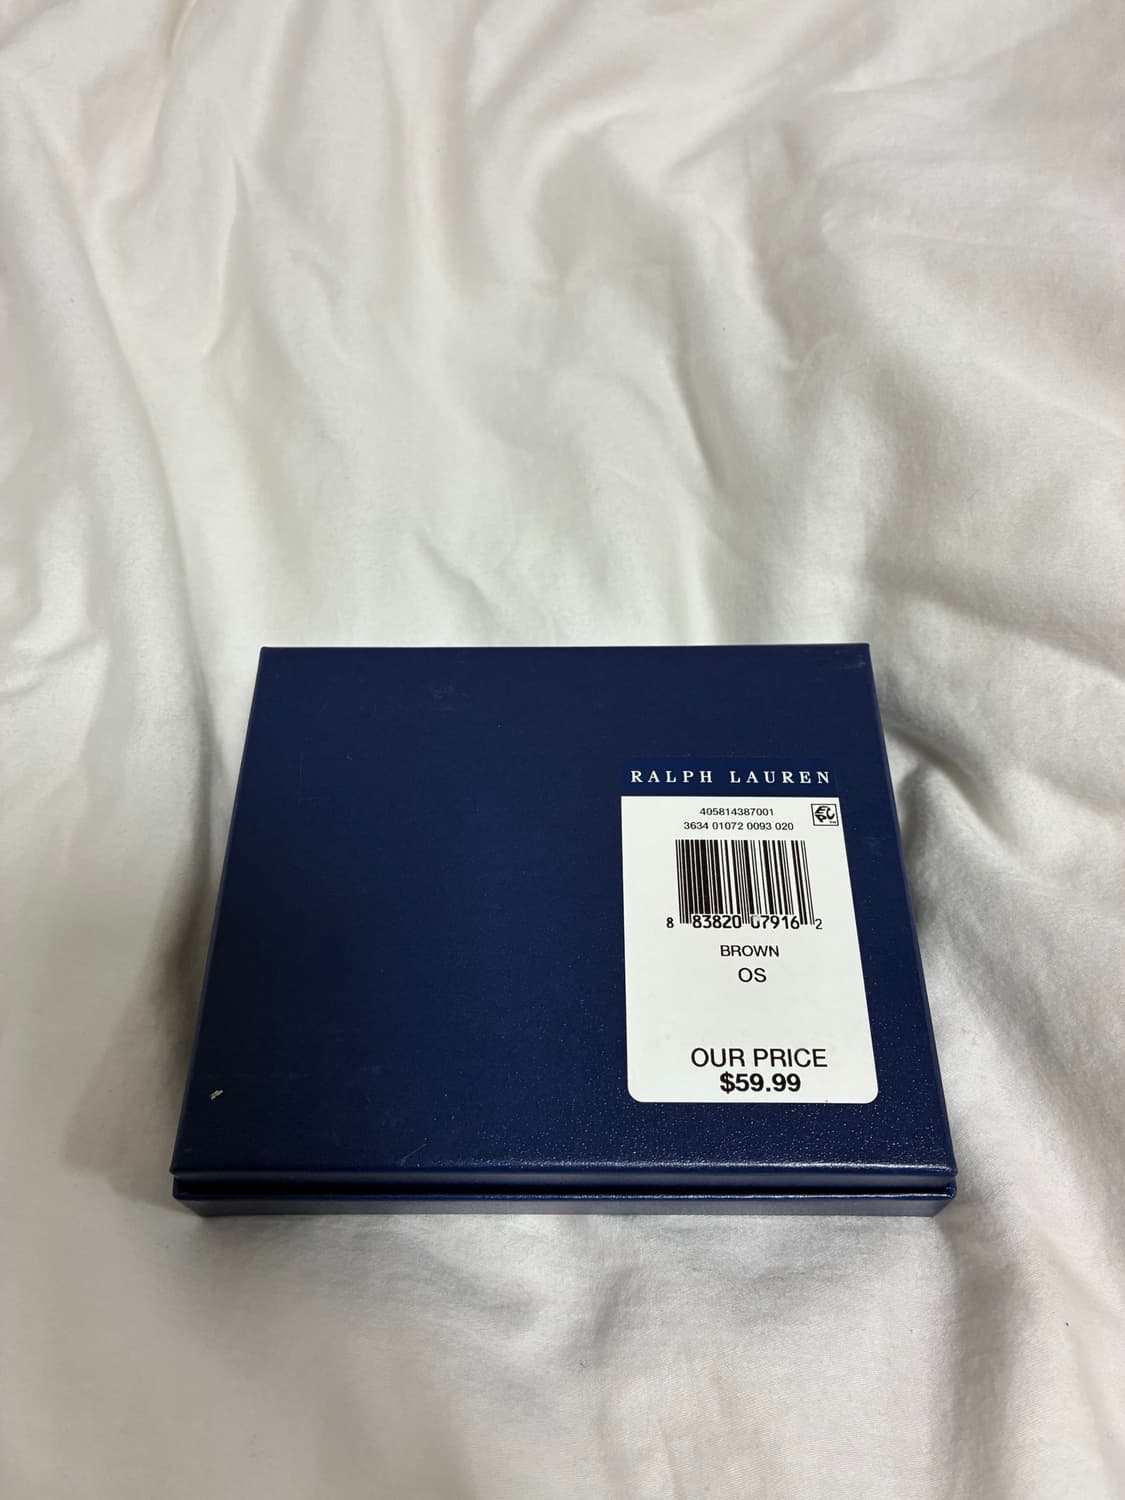 RALPH LAUREN
405814387001
3634 01072 0093 020
8 83820 07916 2
BROWN
OS
OUR PRICE
$59.99